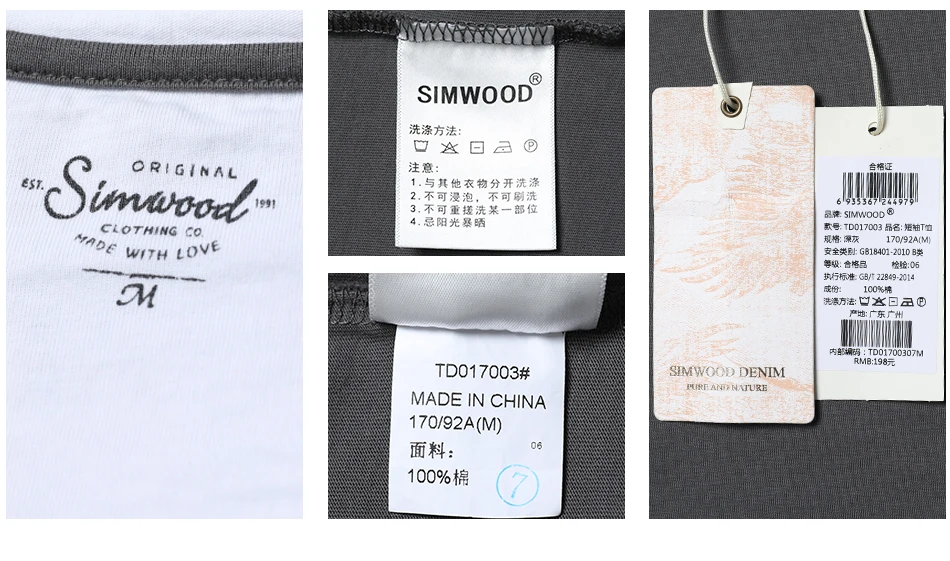 ORIGINAL
EST. Simwood 1991
CLOTHING CO.
MADE WITH LOVE
M
SIMWOOD®
洗涤方法:
P
注意:
1.与其他衣物分开洗涤
2.不可浸泡，不可刷洗
3.不可重搓洗某一部位
4.忌阳光暴晒
TD017003#
MADE IN CHINA
170/92A(M)
面料:
06
100%棉
7
SIMWOOD DENIM
PURE AND NATURE
合格证
6 935367 244979
品牌: SIMWOOD ®
款号: TD017003 品名: 短袖T恤
规格: 深灰 170/92A(M)
安全类别: GB18401-2010 B类
等级: 合格品 检验:06
执行标准: GB/T 22849-2014
成份: 100%棉
洗涤方法: P
产地: 广东 广州
内部编码: TD01700307M
RMB:198元